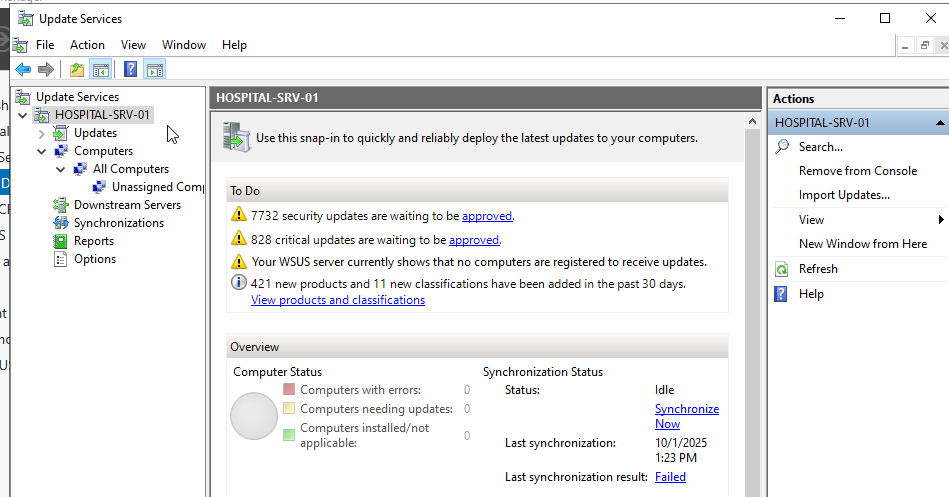 Update Services
File Action View Window Help
Update Services
HOSPITAL-SRV-01
Updates
Computers
All Computers
Unassigned Comp
Downstream Servers
Synchronizations
Reports
Options
HOSPITAL-SRV-01
Use this snap-in to quickly and reliably deploy the latest updates to your computers.
To Do
7732 security updates are waiting to be approved.
828 critical updates are waiting to be approved.
Your WSUS server currently shows that no computers are registered to receive updates.
421 new products and 11 new classifications have been added in the past 30 days.
View products and classifications
Overview
Computer Status
Computers with errors: 0
Computers needing updates: 0
Computers installed/not
applicable: 0
Synchronization Status
Status: Idle
Synchronize
Now
Last synchronization: 10/1/2025
1:23 PM
Last synchronization result: Failed
Actions
HOSPITAL-SRV-01
Search...
Remove from Console
Import Updates...
View
New Window from Here
Refresh
Help